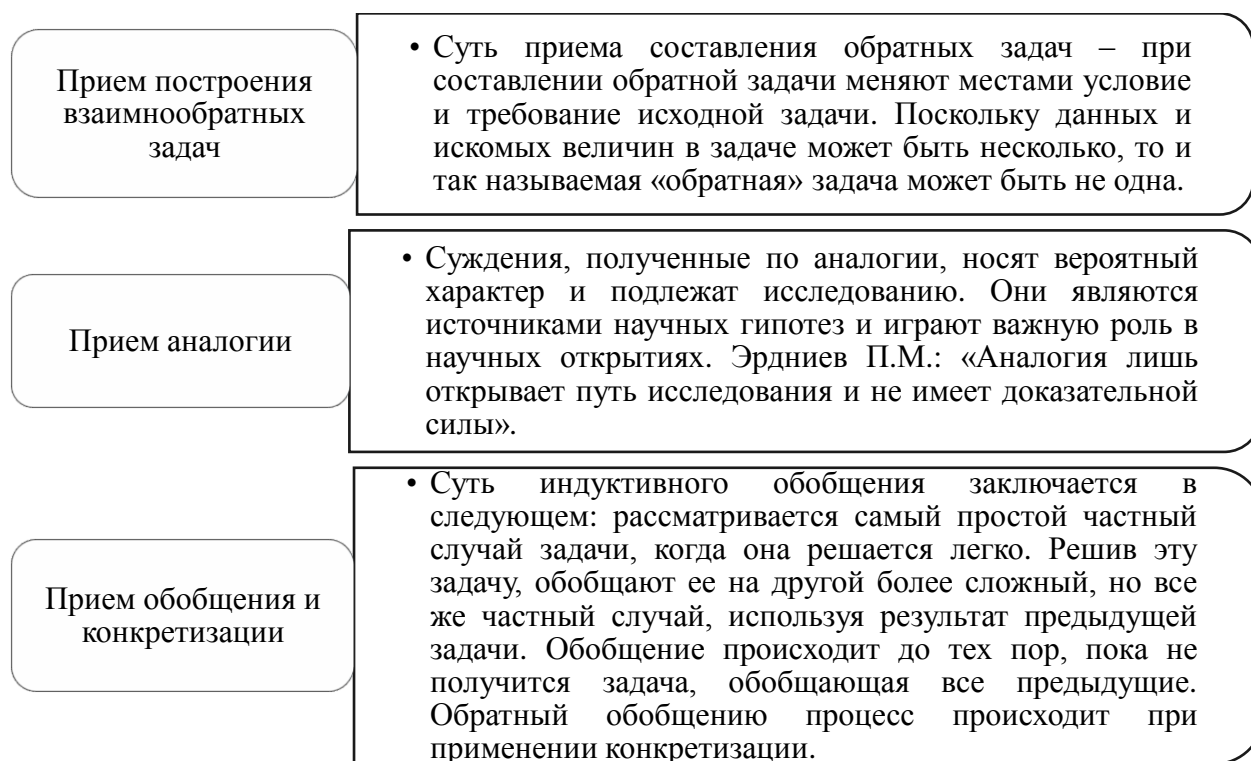 Прием построения
взаимнообратных
задач
• Суть приема составления обратных задач – при
составлении обратной задачи меняют местами условие
и требование исходной задачи. Поскольку данных и
искомых величин в задаче может быть несколько, то и
так называемая «обратная» задача может быть не одна.
Прием аналогии
• Суждения, полученные по аналогии, носят вероятный
характер и подлежат исследованию. Они являются
источниками научных гипотез и играют важную роль в
научных открытиях. Эрдниев П.М.: «Аналогия лишь
открывает путь исследования и не имеет доказательной
силы».
Прием обобщения и
конкретизации
• Суть индуктивного обобщения заключается в
следующем: рассматривается самый простой частный
случай задачи, когда она решается легко. Решив эту
задачу, обобщают ее на другой более сложный, но все
же частный случай, используя результат предыдущей
задачи. Обобщение происходит до тех пор, пока не
получится задача, обобщающая все предыдущие.
Обратный обобщению процесс происходит при
применении конкретизации.